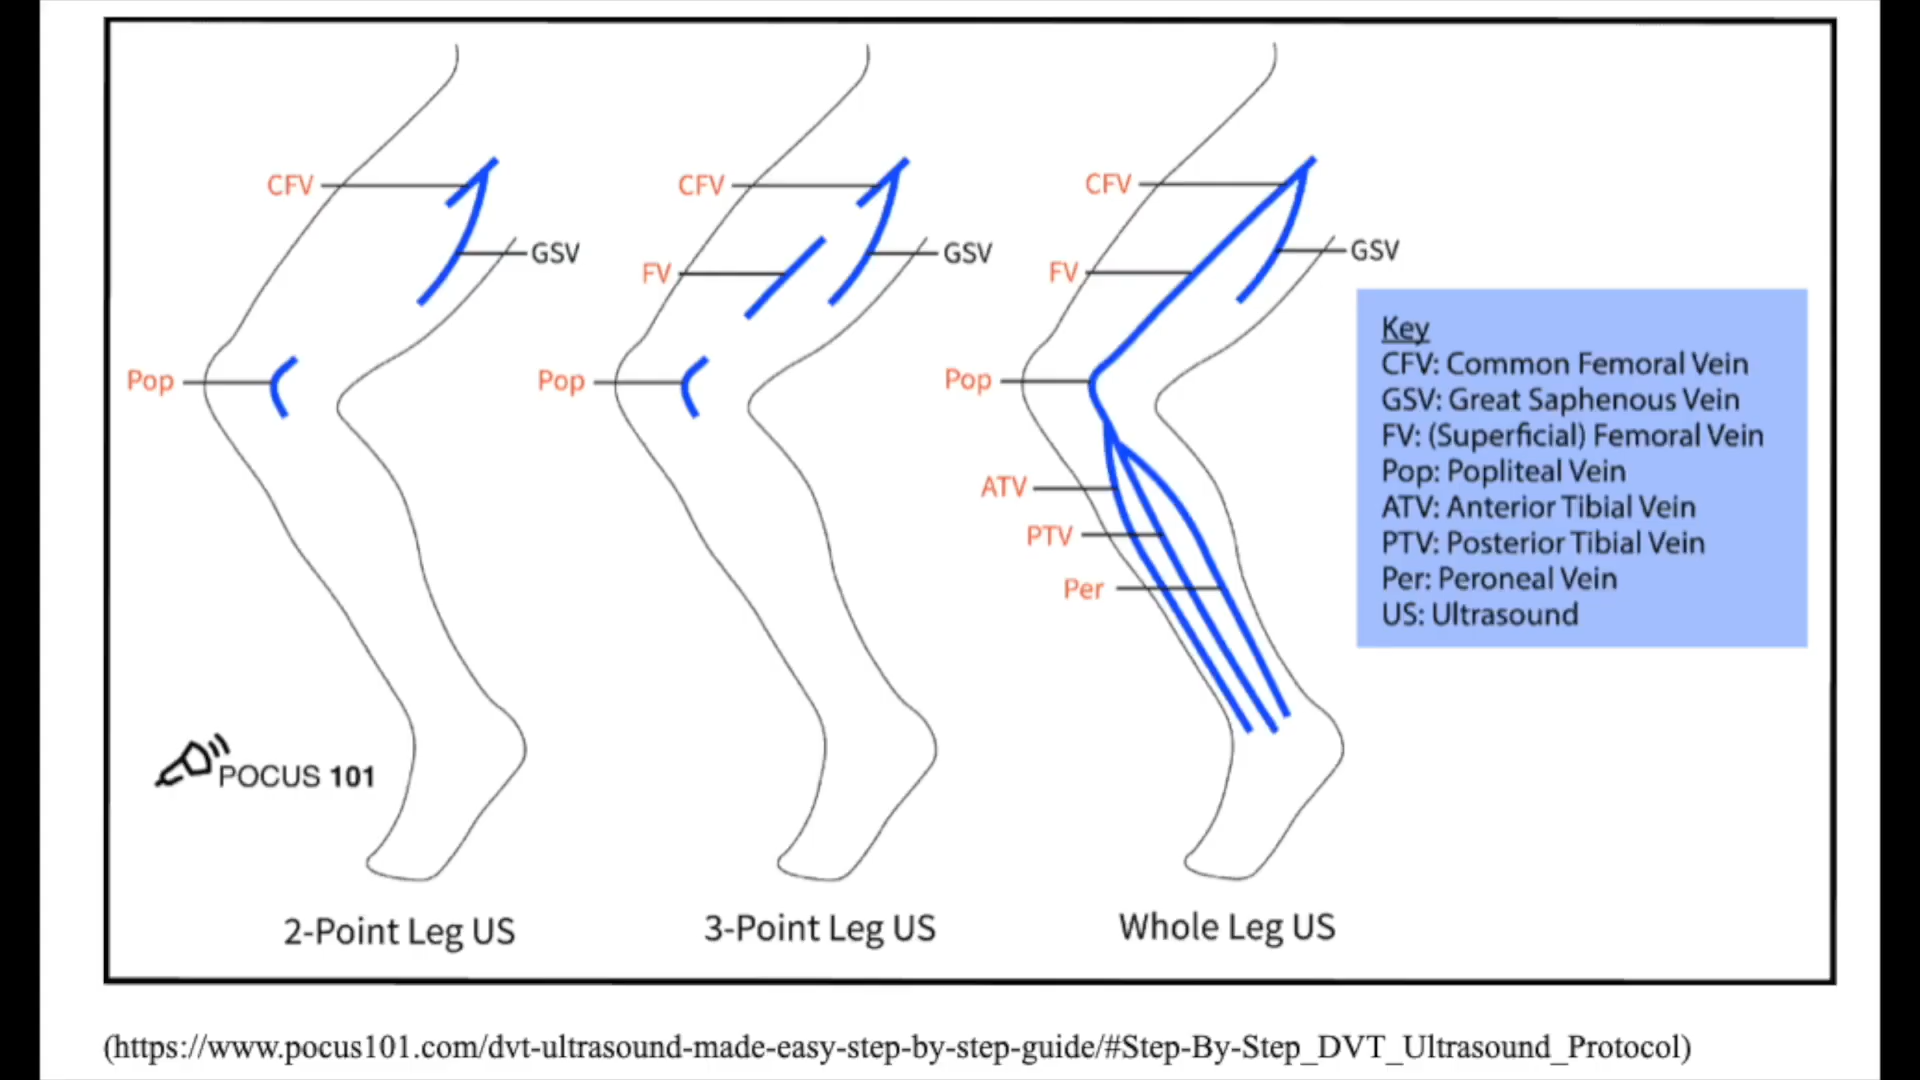 CFV
GSV
Pop
2-Point Leg US
CFV
FV
GSV
Pop
3-Point Leg US
CFV
FV
GSV
Pop
ATV
PTV
Per
Whole Leg US
Key
CFV: Common Femoral Vein
GSV: Great Saphenous Vein
FV: (Superficial) Femoral Vein
Pop: Popliteal Vein
ATV: Anterior Tibial Vein
PTV: Posterior Tibial Vein
Per: Peroneal Vein
US: Ultrasound
POCUS 101
(https://www.pocus101.com/dvt-ultrasound-made-easy-step-by-step-guide/#Step-By-Step_DVT_Ultrasound_Protocol)